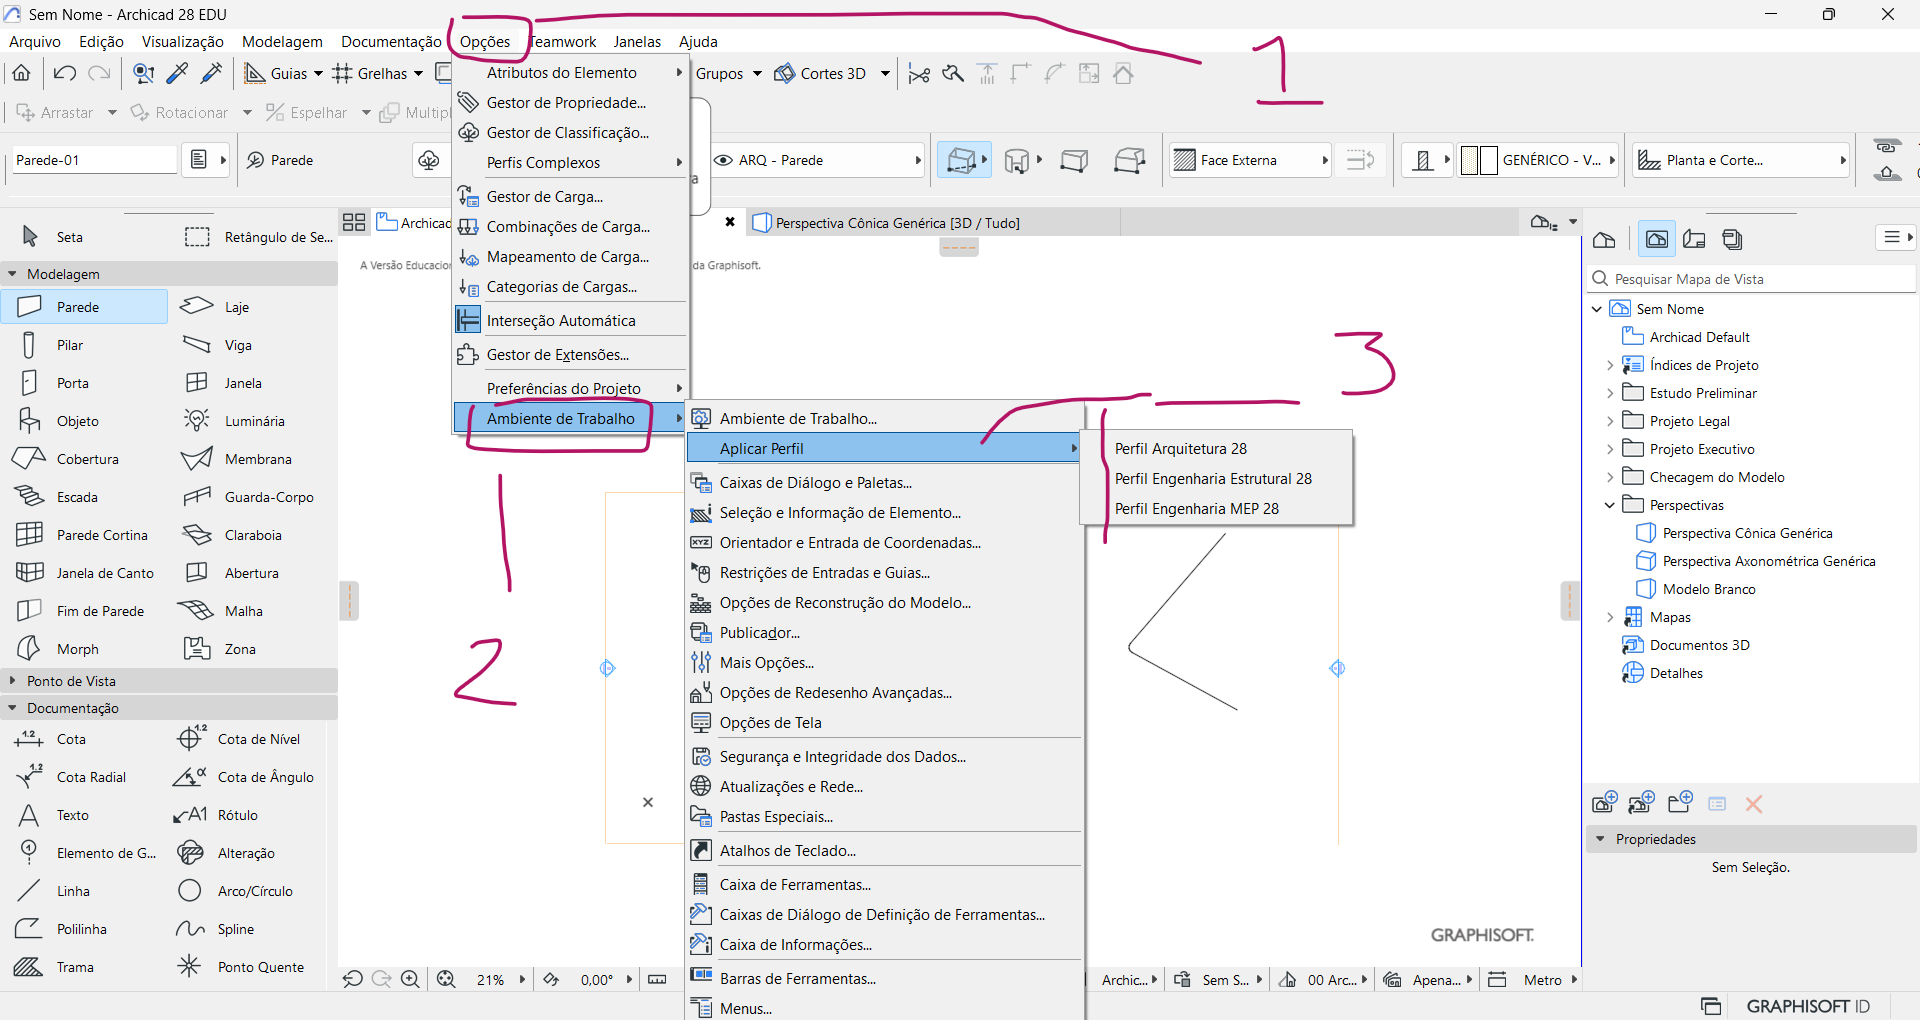 Sem Nome - Archicad 28 EDU
Arquivo Edição Visualização Modelagem Documentação Opções Teamwork Janelas Ajuda
1
Guias Grelhas Grupos Cortes 3D
Arrastar Rotacionar Espelhar
Parede-01 Parede ARQ - Parede Face Externa GENÉRICO - V... Planta e Corte...
Atributos do Elemento
Gestor de Propriedade...
Gestor de Classificação...
Perfis Complexos
Gestor de Carga...
Combinações de Carga...
Mapeamento de Carga...
Categorias de Cargas...
Interseção Automática
Gestor de Extensões...
Preferências do Projeto
Ambiente de Trabalho
Perspectiva Cônica Genérica [3D / Tudo]
da Graphisoft.
Seta Retângulo de Se...
Modelagem
Parede Laje
Pilar Viga
Porta Janela
Objeto Luminária
Cobertura Membrana
Escada Guarda-Corpo
Parede Cortina Claraboia
Janela de Canto Abertura
Fim de Parede Malha
Morph Zona
Ponto de Vista
Documentação
1.2 Cota 1.2 Cota de Nível
1.2 Cota Radial α Cota de Ângulo
Texto A1 Rótulo
Elemento de G... Alteração
Linha Arco/Círculo
Polilinha Spline
Trama Ponto Quente
2
3
Ambiente de Trabalho...
Aplicar Perfil
Caixas de Diálogo e Paletas...
Seleção e Informação de Elemento...
XYZ Orientador e Entrada de Coordenadas...
Restrições de Entradas e Guias...
Opções de Reconstrução do Modelo...
Publicador...
Mais Opções...
Opções de Redesenho Avançadas...
Opções de Tela
Segurança e Integridade dos Dados...
Atualizações e Rede...
Pastas Especiais...
Atalhos de Teclado...
Caixa de Ferramentas...
Caixas de Diálogo de Definição de Ferramentas...
Caixa de Informações...
Barras de Ferramentas...
Menus...
Perfil Arquitetura 28
Perfil Engenharia Estrutural 28
Perfil Engenharia MEP 28
Pesquisar Mapa de Vista
Sem Nome
Archicad Default
Índices de Projeto
Estudo Preliminar
Projeto Legal
Projeto Executivo
Checagem do Modelo
Perspectivas
Perspectiva Cônica Genérica
Perspectiva Axonométrica Genérica
Modelo Branco
Mapas
Documentos 3D
Detalhes
Propriedades
Sem Seleção.
GRAPHISOFT.
21% 0,00° Archic... Sem S... 00 Arc... Apena... Metro
GRAPHISOFT ID